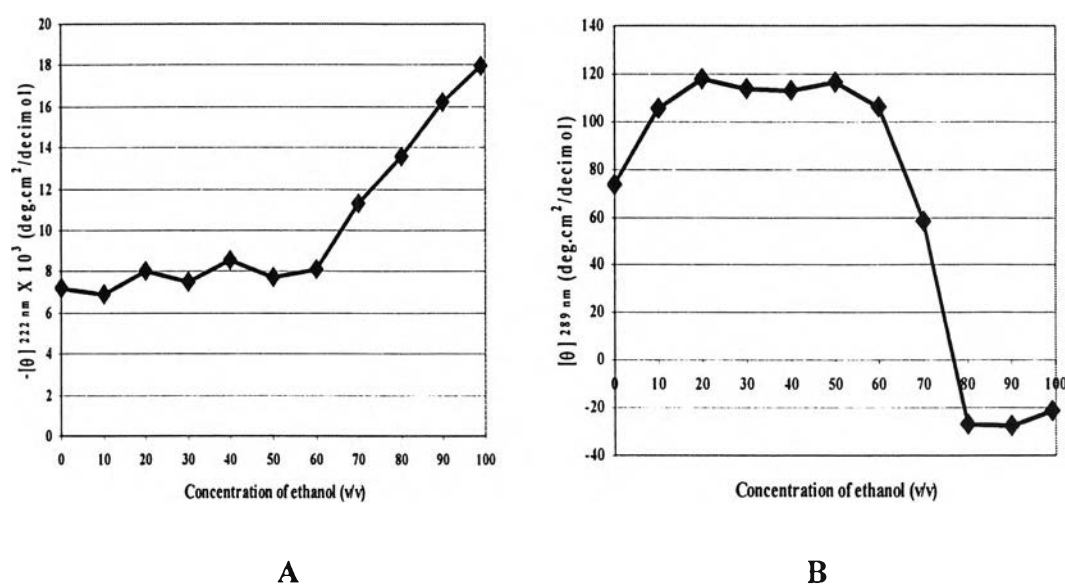 20
18
16
14
12
10
8
6
4
2
0
-[θ] 222 nm X 10³ (deg.cm²/decimol)
0 10 20 30 40 50 60 70 80 90 100
Concentration of ethanol (v/v)
A
140
120
100
80
60
40
20
0
-20
-40
[θ] 289 nm (deg.cm²/decimol)
0 10 20 30 40 50 60 70 80 90 100
Concentration of ethanol (v/v)
B